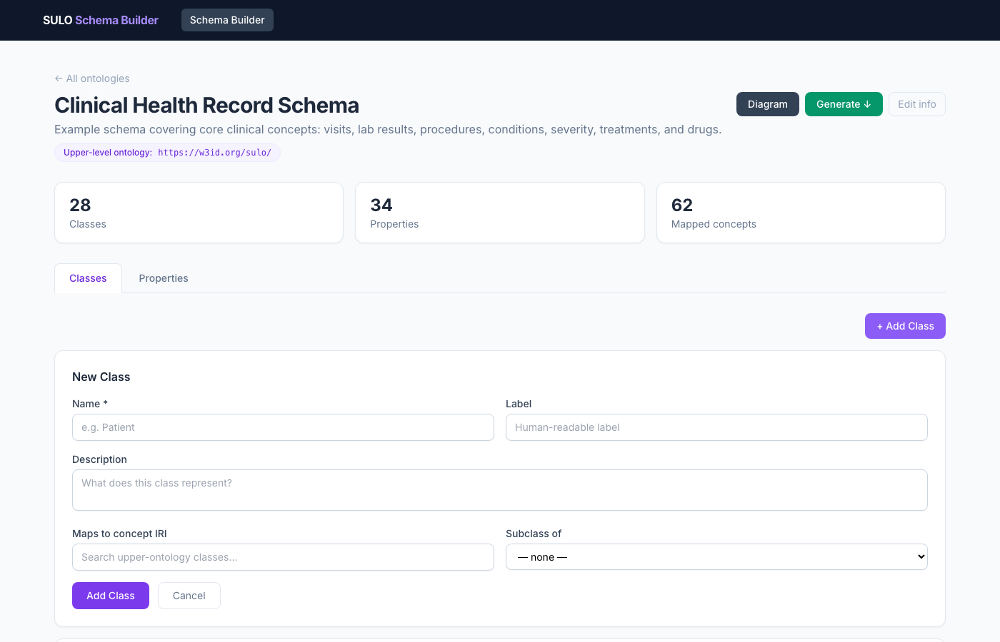 SULO Schema Builder
Schema Builder
← All ontologies
Clinical Health Record Schema
Diagram
Generate ↓
Edit info
Example schema covering core clinical concepts: visits, lab results, procedures, conditions, severity, treatments, and drugs.
Upper-level ontology: https://w3id.org/sulo/
28
Classes
34
Properties
62
Mapped concepts
Classes
Properties
+ Add Class
New Class
Name *
Label
e.g. Patient
Human-readable label
Description
What does this class represent?
Maps to concept IRI
Subclass of
Search upper-ontology classes...
— none —
Add Class
Cancel